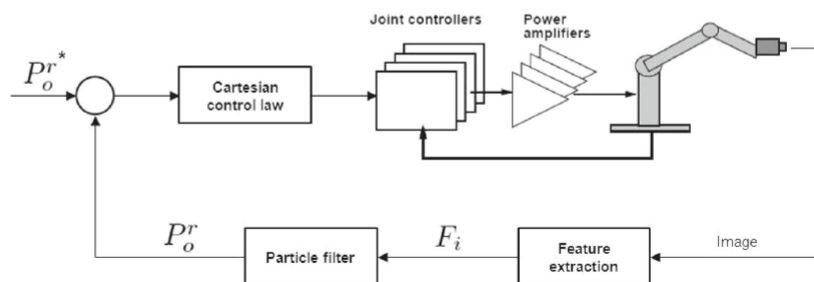 Joint controllers
Power
amplifiers
P_o^{r*}
Cartesian
control law
P_o^r
Particle filter
F_i
Feature
extraction
Image